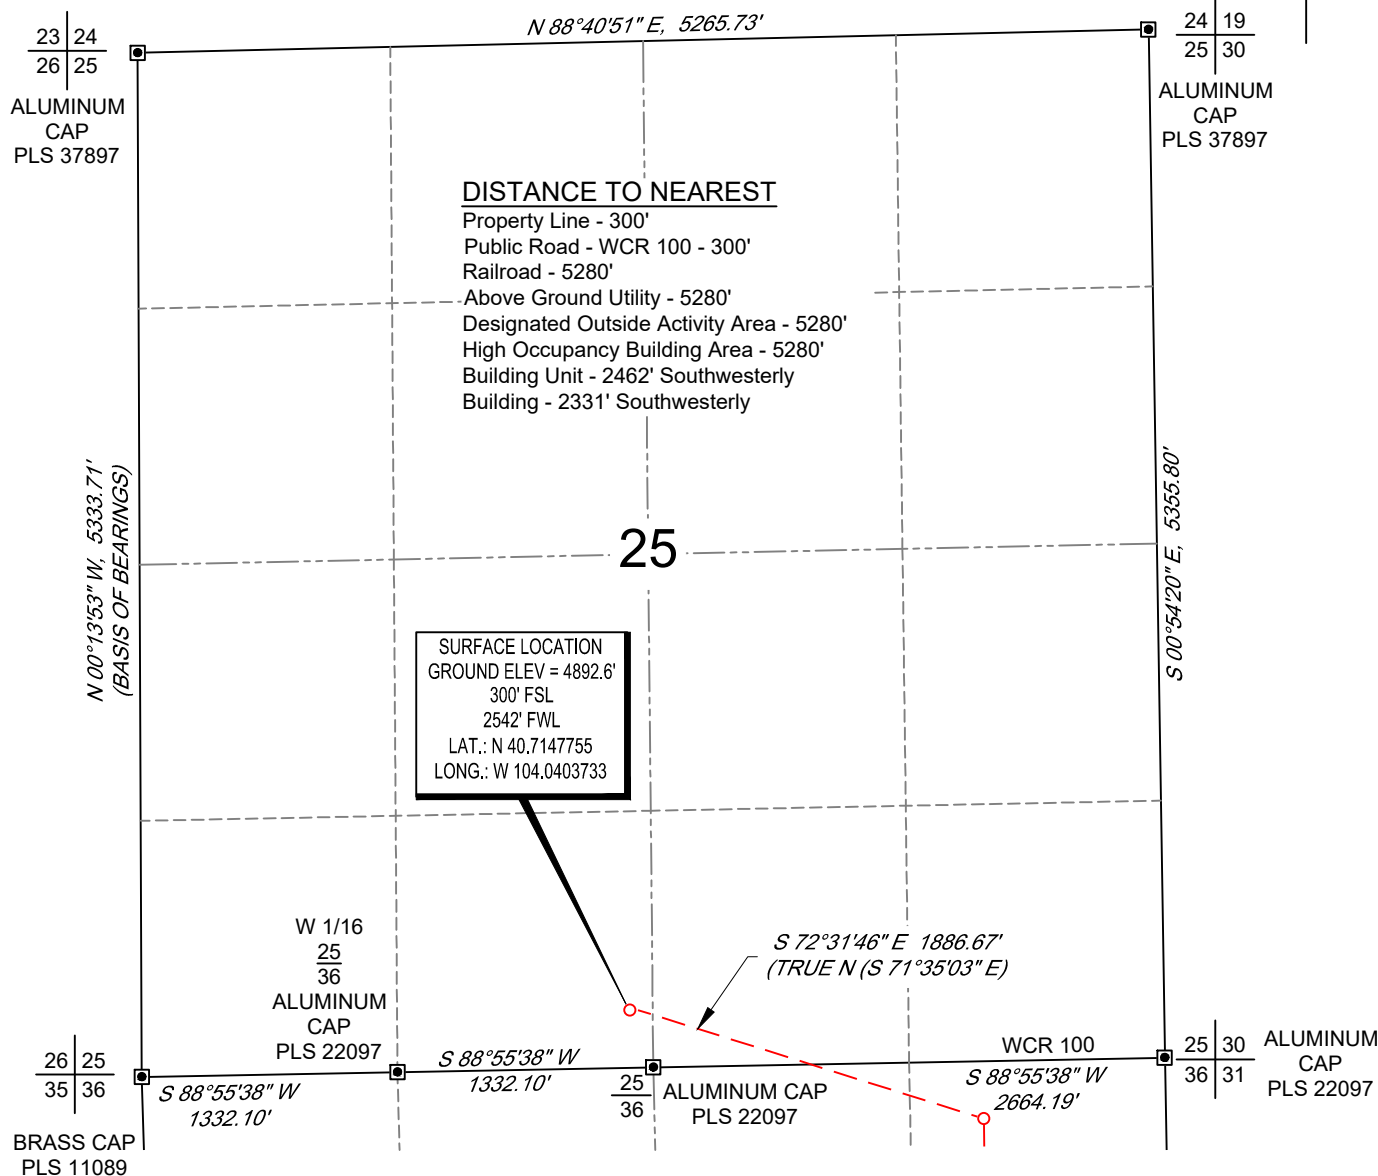 N 88°40'51" E, 5265.73'
23 24
26 25
ALUMINUM
CAP
PLS 37897
24 19
25 30
ALUMINUM
CAP
PLS 37897
DISTANCE TO NEAREST
Property Line - 300'
Public Road - WCR 100 - 300'
Railroad - 5280'
Above Ground Utility - 5280'
Designated Outside Activity Area - 5280'
High Occupancy Building Area - 5280'
Building Unit - 2462' Southwesterly
Building - 2331' Southwesterly
N 00°13'53" W, 5333.71'
(BASIS OF BEARINGS)
25
S 00°54'20" E, 5355.80'
SURFACE LOCATION
GROUND ELEV = 4892.6'
300' FSL
2542' FWL
LAT.: N 40.7147755
LONG.: W 104.0403733
W 1/16
25
36
ALUMINUM
CAP
PLS 22097
S 72°31'46" E 1886.67'
(TRUE N (S 71°35'03" E)
26 25
35 36
BRASS CAP
PLS 11089
S 88°55'38" W
1332.10'
S 88°55'38" W
1332.10'
25
36
ALUMINUM CAP
PLS 22097
WCR 100
S 88°55'38" W
2664.19'
25 30
36 31
ALUMINUM
CAP
PLS 22097